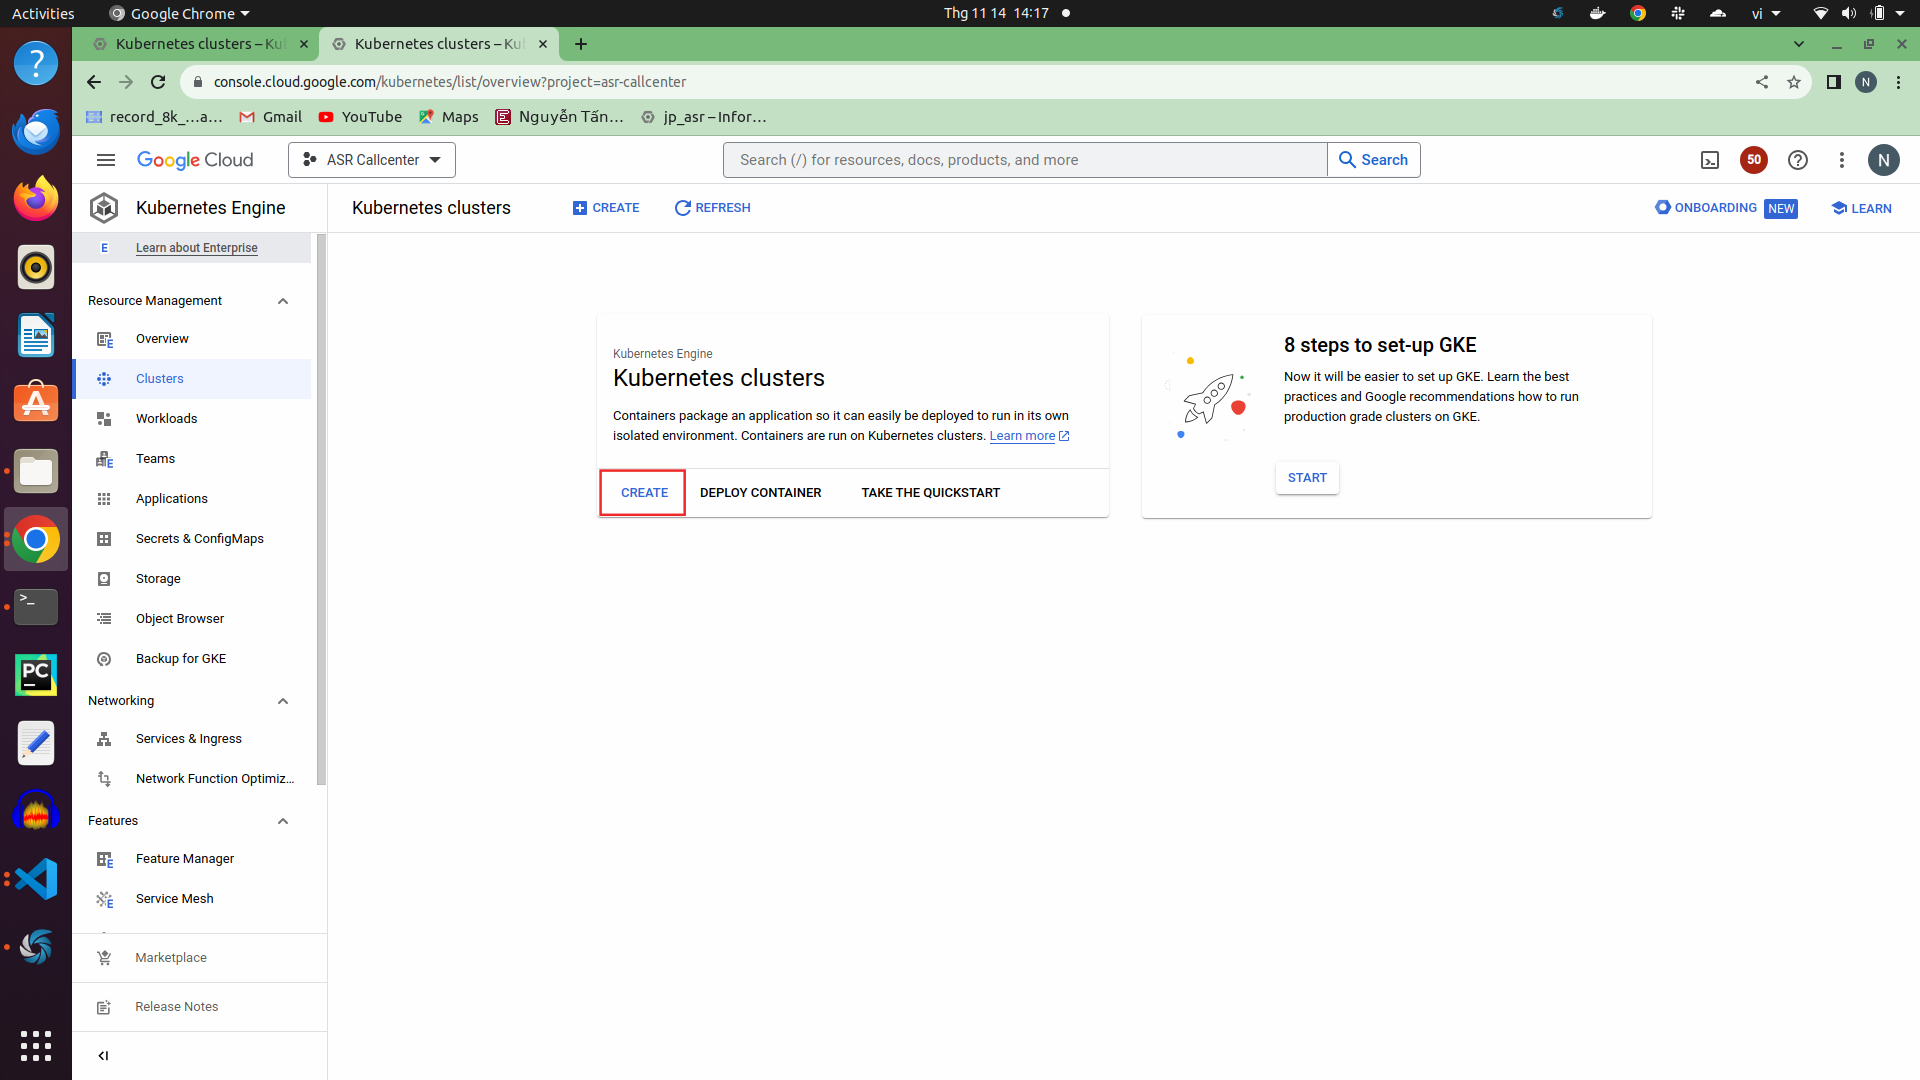 Activities
Google Chrome
Thg 11 14 14:17
vi
Kubernetes clusters – Ku
Kubernetes clusters – Ku
console.cloud.google.com/kubernetes/list/overview?project=asr-callcenter
N
record_8k_...a...
Gmail
YouTube
Maps
Nguyễn Tấn...
jp_asr – Infor...
Google Cloud
ASR Callcenter
Search (/) for resources, docs, products, and more
Search
50
N
Kubernetes Engine
Kubernetes clusters
CREATE
REFRESH
ONBOARDING
NEW
LEARN
E
Learn about Enterprise
Resource Management
Overview
Clusters
Workloads
Teams
Applications
Secrets & ConfigMaps
Storage
Object Browser
Backup for GKE
Networking
Services & Ingress
Network Function Optimiz...
Features
Feature Manager
Service Mesh
Marketplace
Release Notes
Kubernetes Engine
Kubernetes clusters
Containers package an application so it can easily be deployed to run in its own
isolated environment. Containers are run on Kubernetes clusters. Learn more
CREATE
DEPLOY CONTAINER
TAKE THE QUICKSTART
8 steps to set-up GKE
Now it will be easier to set up GKE. Learn the best
practices and Google recommendations how to run
production grade clusters on GKE.
START
PC